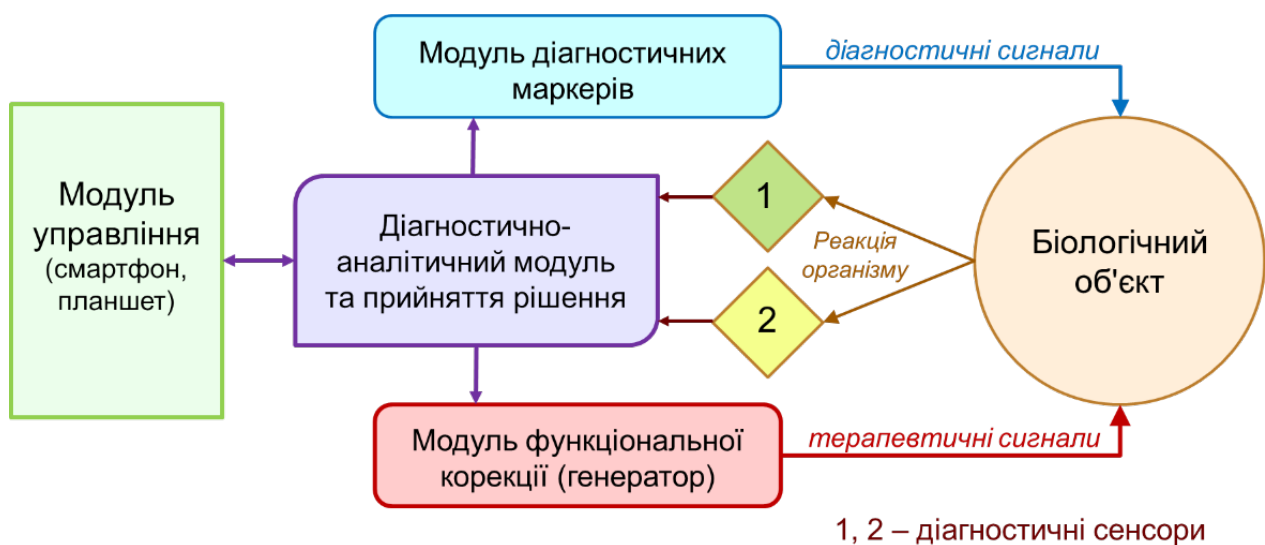 Модуль діагностичних
маркерів
діагностичні сигнали
Модуль
управління
(смартфон,
планшет)
Діагностично-
аналітичний модуль
та прийняття рішення
1
2
Реакція
організму
Біологічний
об'єкт
Модуль функціональної
корекції (генератор)
терапевтичні сигнали
1, 2 – діагностичні сенсори